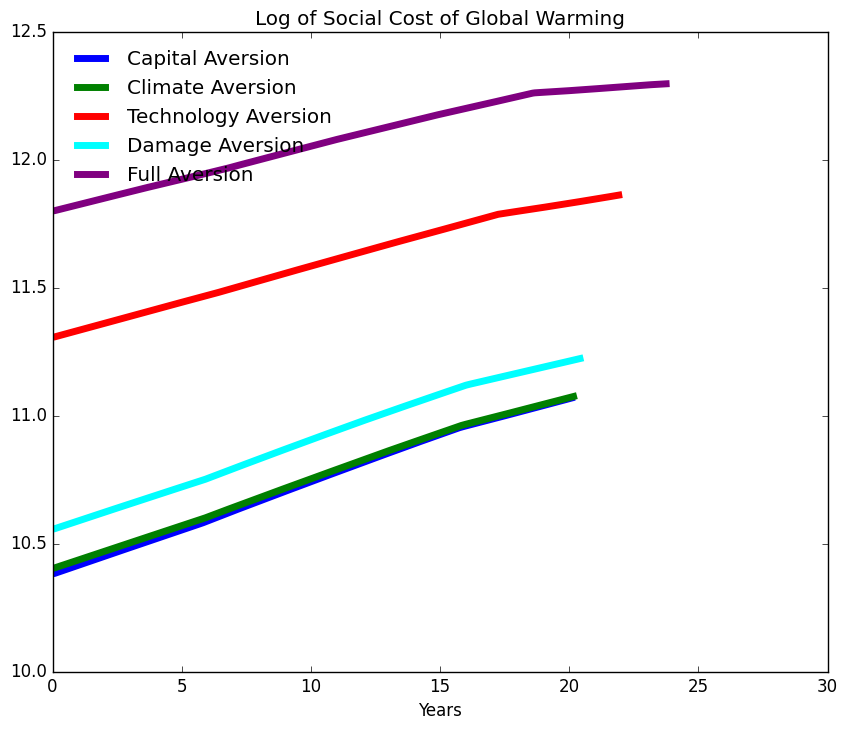 Log of Social Cost of Global Warming
12.5
Capital Aversion
Climate Aversion
Technology Aversion
Damage Aversion
Full Aversion
12.0
11.5
11.0
10.5
10.0
0 5 10 15 20 25 30
Years